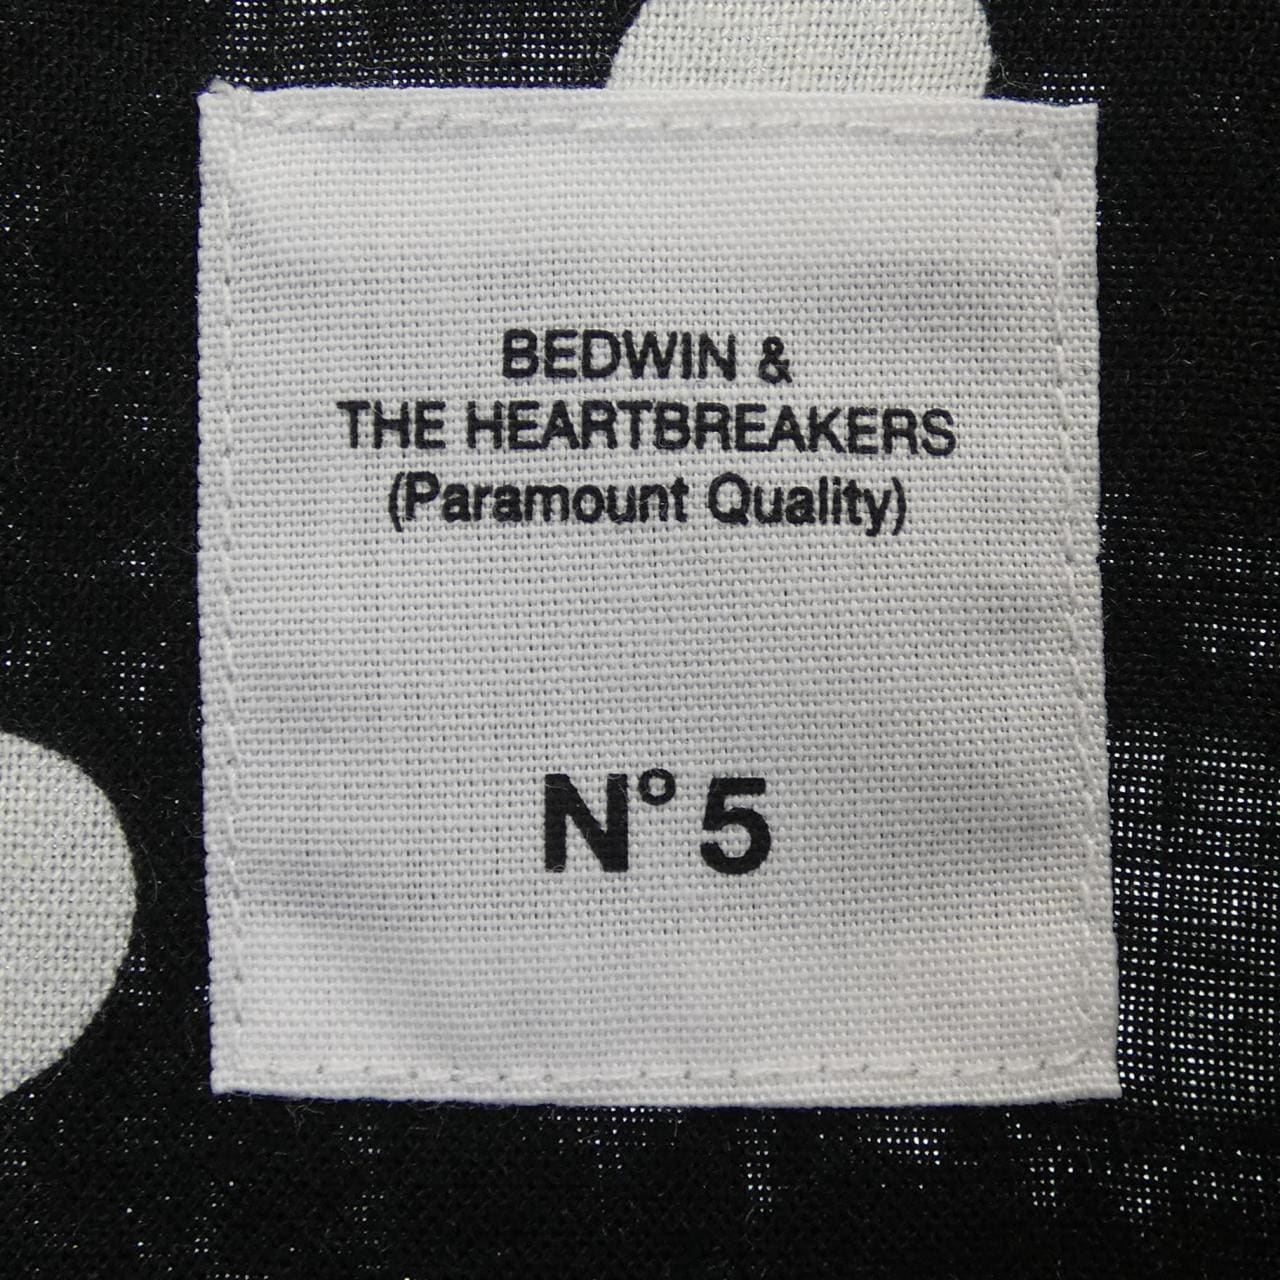 BEDWIN &
THE HEARTBREAKERS
(Paramount Quality)
N° 5